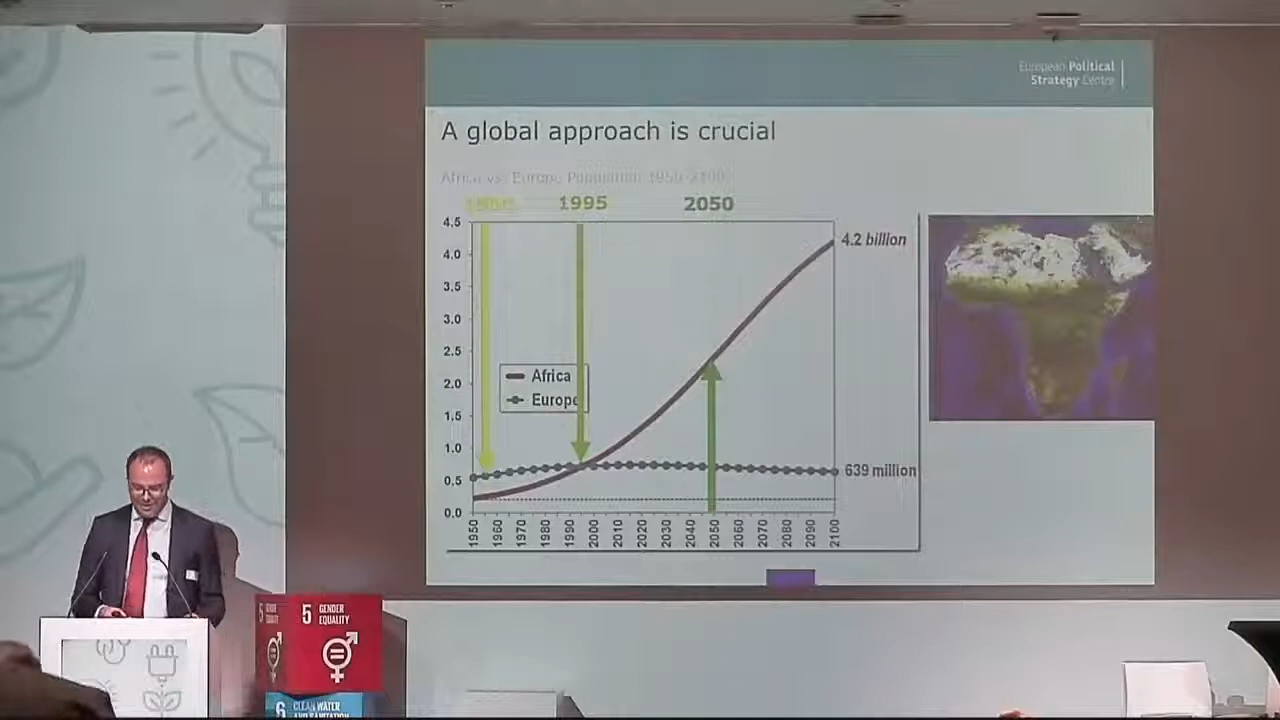 European Political
Strategy Centre
A global approach is crucial
Africa vs. Europe Population 1950-2100
1995
2050
4.5
4.0
3.5
3.0
2.5
2.0
1.5
1.0
0.5
0.0
4.2 billion
Africa
Europe
639 million
1950
1960
1970
1980
1990
2000
2010
2020
2030
2040
2050
2060
2070
2080
2090
2100
5
5 GENDER
EQUALITY
6 CLEAN WATER
AND SANITATION